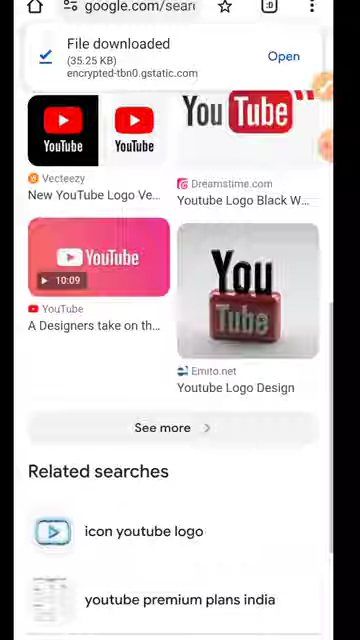 google.com/sear
:D
File downloaded
(35.25 KB)
encrypted-tbn0.gstatic.com
Open
YouTube
YouTube
You Tube
Vecteezy
New YouTube Logo Ve...
Dreamstime.com
Youtube Logo Black W...
YouTube
10:09
YouTube
A Designers take on th...
You
Tube
Emito.net
Youtube Logo Design
See more
Related searches
icon youtube logo
youtube premium plans india